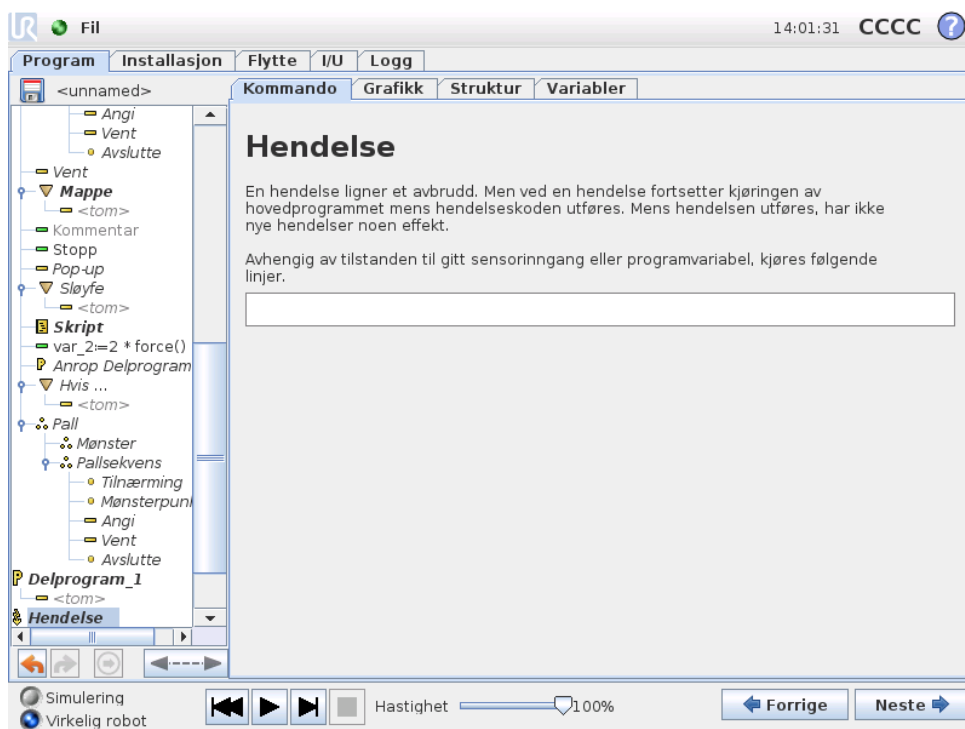 UR Fil 14:01:31 CCCC ?
Program Installasjon Flytte I/U Logg
<unnamed>
Kommando Grafikk Struktur Variabler
Angi
Vent
Avslutte
Vent
Mappe
<tom>
Kommentar
Stopp
Pop-up
Sløyfe
<tom>
Skript
var_2:=2 * force()
Anrop Delprogram
Hvis ...
<tom>
Pall
Mønster
Pallsekvens
Tilnærming
Mønsterpun
Angi
Vent
Avslutte
Delprogram_1
<tom>
Hendelse
Hendelse
En hendelse ligner et avbrudd. Men ved en hendelse fortsetter kjøringen av
hovedprogrammet mens hendelseskoden utføres. Mens hendelsen utføres, har ikke
nye hendelser noen effekt.
Avhengig av tilstanden til gitt sensorinngang eller programvariabel, kjøres følgende
linjer.
Simulering
Virkelig robot
Hastighet 100%
Forrige Neste